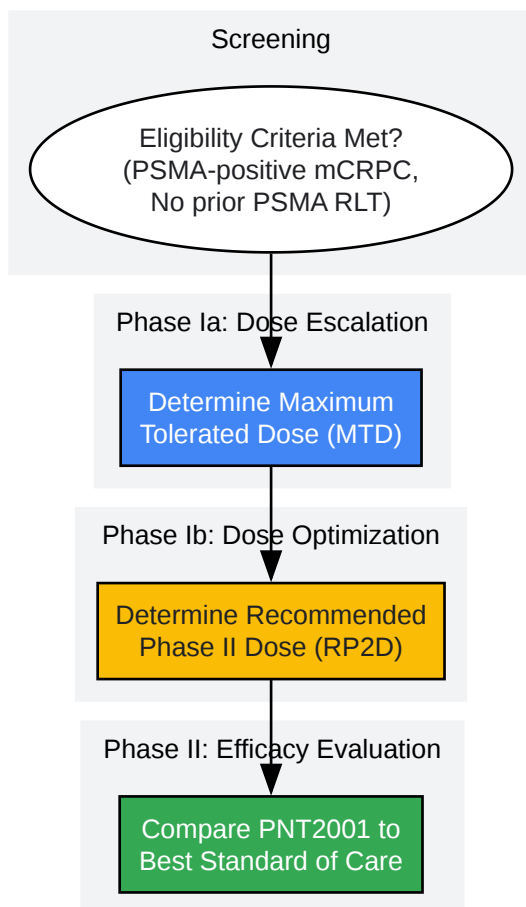 Screening
Eligibility Criteria Met?
(PSMA-positive mCRPC,
No prior PSMA RLT)
Phase Ia: Dose Escalation
Determine Maximum
Tolerated Dose (MTD)
Phase Ib: Dose Optimization
Determine Recommended
Phase II Dose (RP2D)
Phase II: Efficacy Evaluation
Compare PNT2001 to
Best Standard of Care